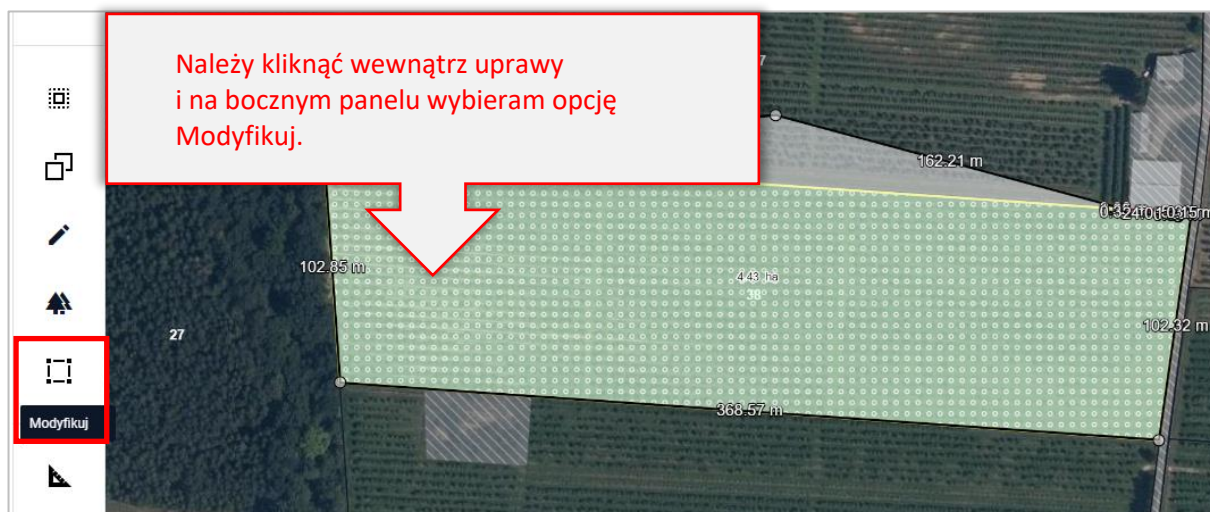 Należy kliknąć wewnątrz uprawy
i na bocznym panelu wybieram opcję
Modyfikuj.
7
162.21 m
102.85 m
4.43 ha
38
27
102.32 m
368.57 m
Modyfikuj